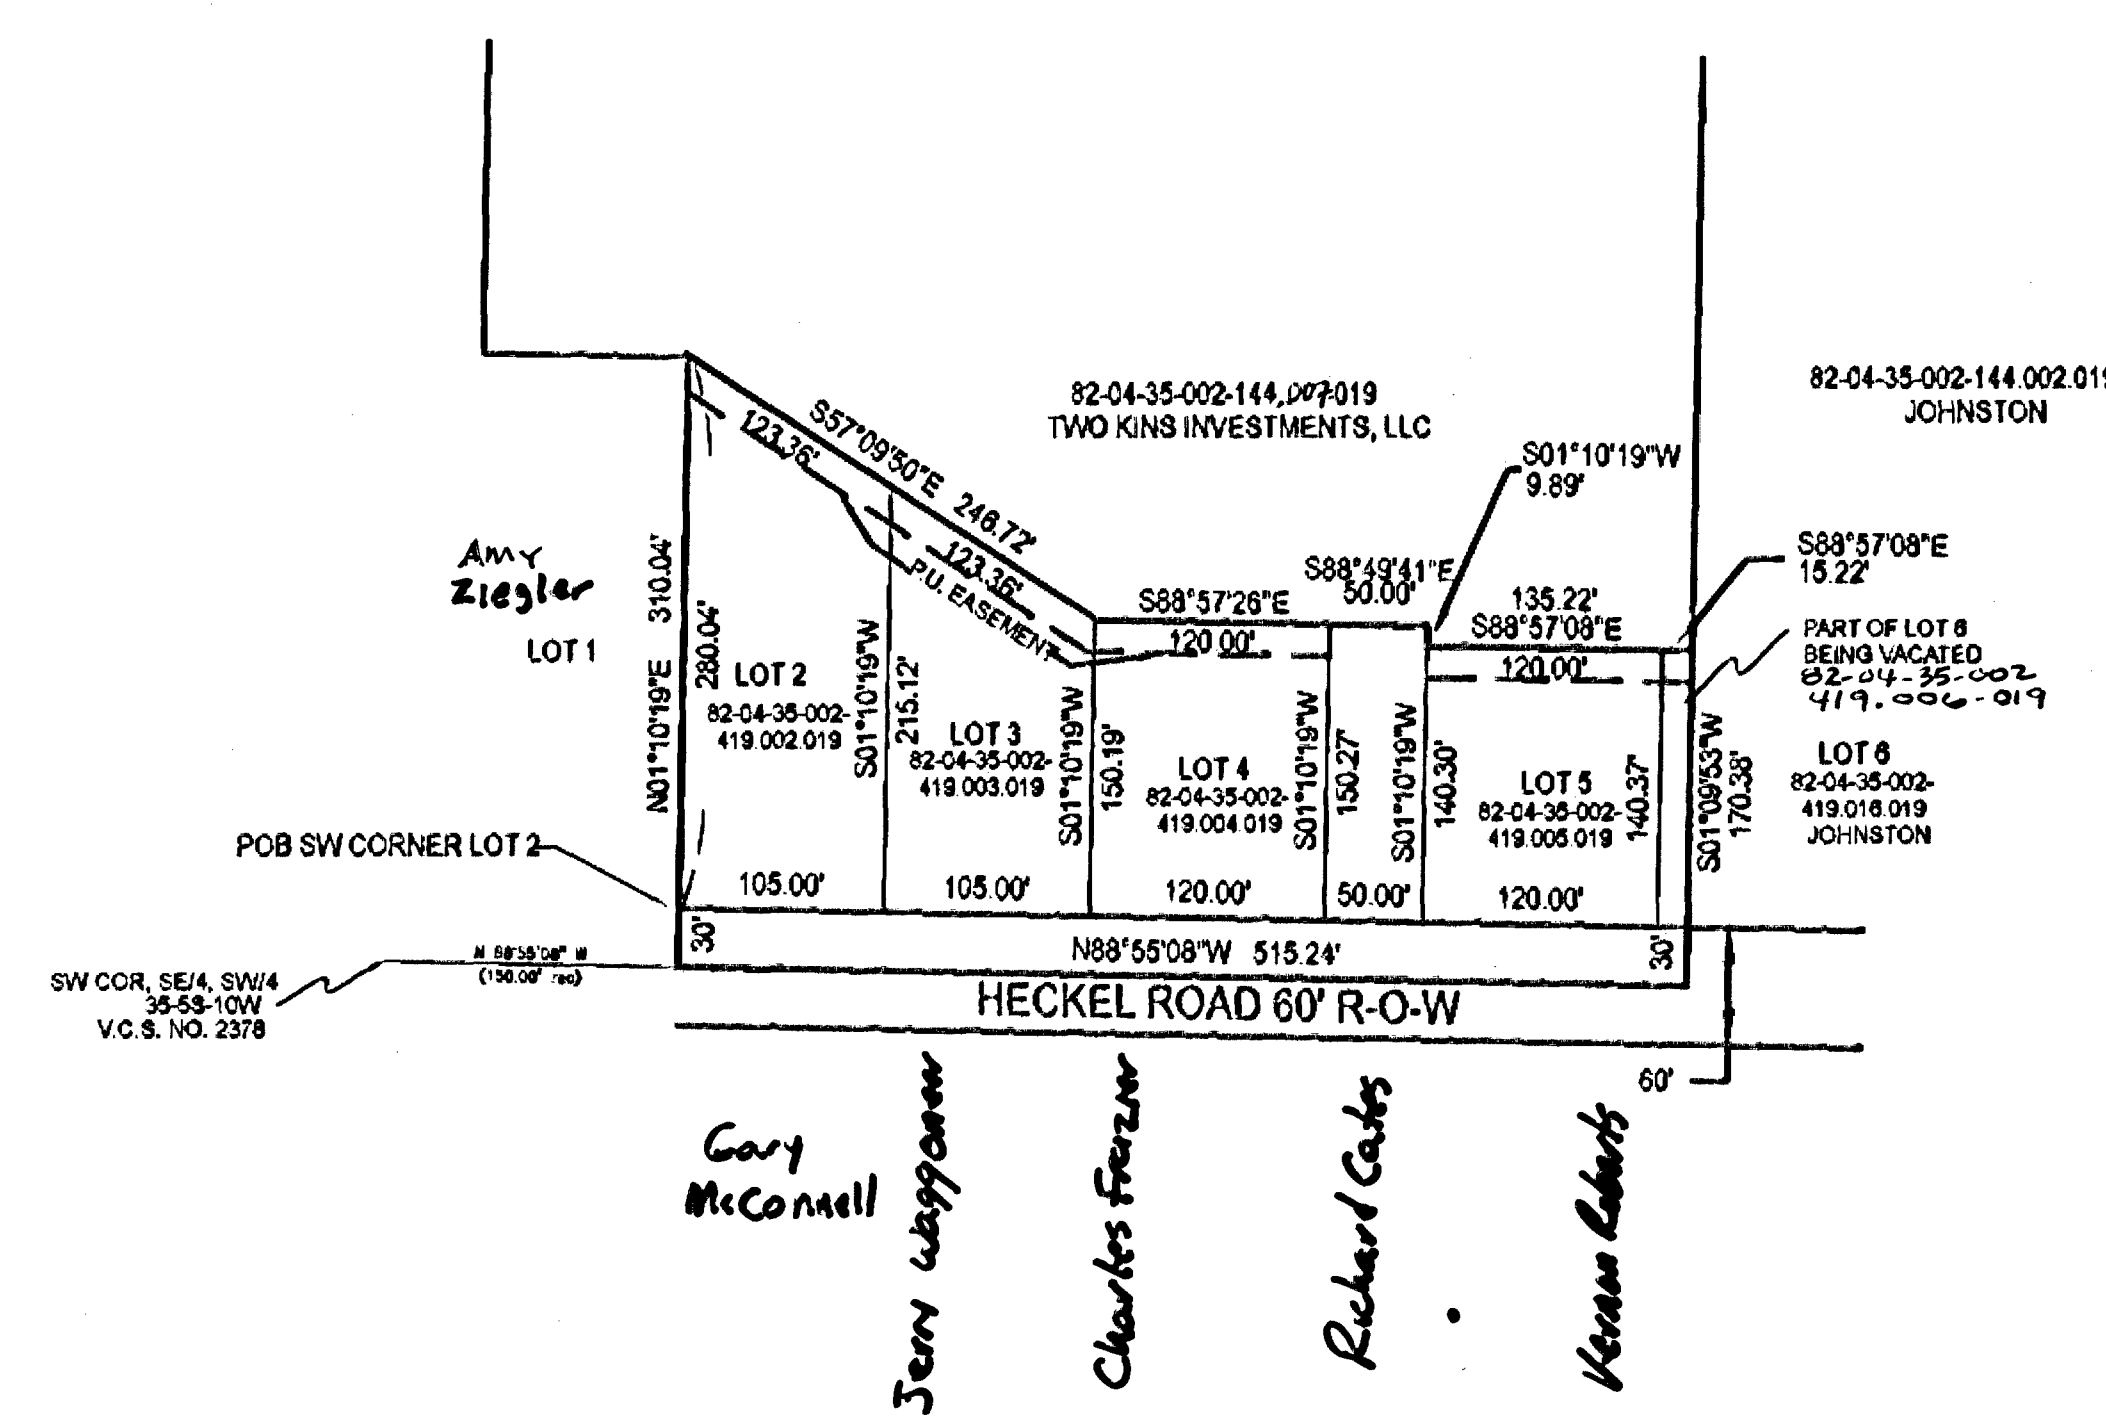 82-04-35-002-144.007-019
TWO KINS INVESTMENTS, LLC
82-04-35-002-144.002.019
JOHNSTON
S57°09'50"E 246.72'
123.36'
123.36'
P.U. EASEMENT
S01°10'19"W
9.89'
S88°49'41"E
50.00'
S88°57'26"E
120.00'
135.22'
S88°57'08"E
120.00'
S88°57'08"E
15.22'
Amy
Ziegler
LOT 1
N01°10'19"E 310.04'
280.04'
LOT 2
82-04-35-002-
419.002.019
S01°10'19"W
215.12'
LOT 3
82-04-35-002-
419.003.019
S01°10'19"W
150.19'
LOT 4
82-04-35-002-
419.004.019
S01°10'19"W
150.27'
S01°10'19"W
140.30'
LOT 5
82-04-35-002-
419.005.019
140.37'
S01°09'53"W
170.38'
PART OF LOT 6
BEING VACATED
82-04-35-002
419.006-019
LOT 6
82-04-35-002-
419.016.019
JOHNSTON
POB SW CORNER LOT 2
105.00'
105.00'
120.00'
50.00'
120.00'
30'
N88°55'08"W 515.24'
30'
N 88°55'08" W
(150.00' rec)
SW COR, SE/4, SW/4
35-5S-10W
V.C.S. NO. 2378
HECKEL ROAD 60' R-O-W
60'
Gary
McConnell
Jerry Waggoner
Charles Frazner
Richard Cates
Vernon Roberts